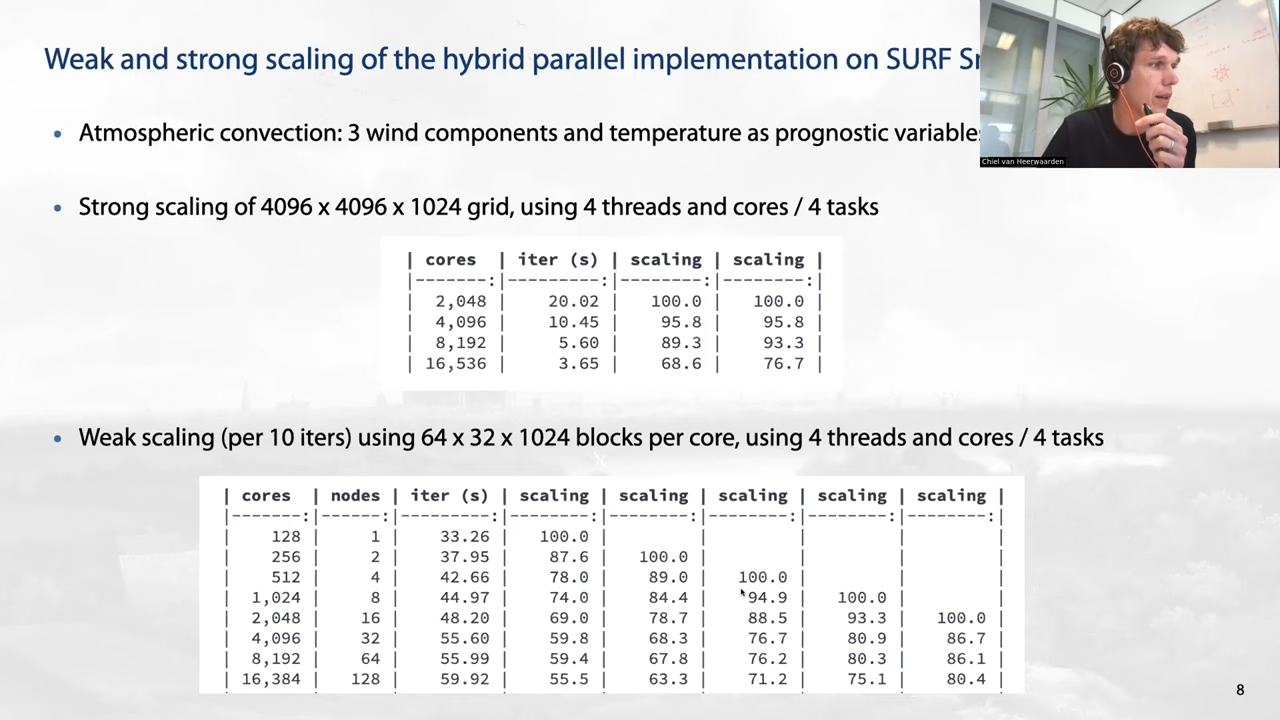 Weak and strong scaling of the hybrid parallel implementation on SURF
Chiel van Heerwaarden
• Atmospheric convection: 3 wind components and temperature as prognostic variables
• Strong scaling of 4096 x 4096 x 1024 grid, using 4 threads and cores / 4 tasks
| cores | iter (s) | scaling | scaling |
|-------:|---------:|--------:|--------:|
| 2,048 | 20.02 | 100.0 | 100.0 |
| 4,096 | 10.45 | 95.8 | 95.8 |
| 8,192 | 5.60 | 89.3 | 93.3 |
| 16,536 | 3.65 | 68.6 | 76.7 |
• Weak scaling (per 10 iters) using 64 x 32 x 1024 blocks per core, using 4 threads and cores / 4 tasks
| cores | nodes | iter (s) | scaling | scaling | scaling | scaling | scaling |
|-------:|------:|---------:|--------:|--------:|--------:|--------:|--------:|
| 128 | 1 | 33.26 | 100.0 | | | | |
| 256 | 2 | 37.95 | 87.6 | 100.0 | | | |
| 512 | 4 | 42.66 | 78.0 | 89.0 | 100.0 | | |
| 1,024 | 8 | 44.97 | 74.0 | 84.4 | 94.9 | 100.0 | |
| 2,048 | 16 | 48.20 | 69.0 | 78.7 | 88.5 | 93.3 | 100.0 |
| 4,096 | 32 | 55.60 | 59.8 | 68.3 | 76.7 | 80.9 | 86.7 |
| 8,192 | 64 | 55.99 | 59.4 | 67.8 | 76.2 | 80.3 | 86.1 |
| 16,384 | 128 | 59.92 | 55.5 | 63.3 | 71.2 | 75.1 | 80.4 |
8